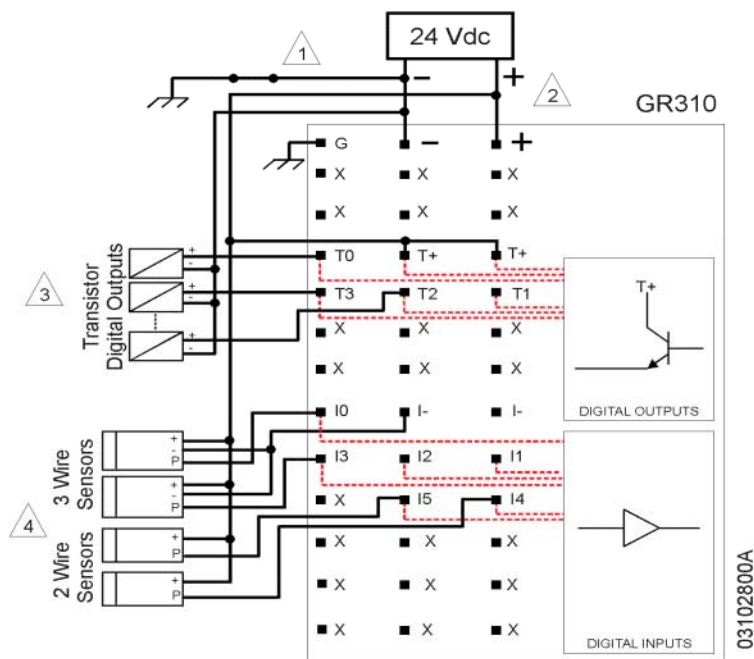 24 Vdc
1
-
+
2
GR310
G
-
+
X X X
X X X
T0 T+ T+
T3 T2 T1
X X X
X X X
I0 I- I-
I3 I2 I1
X I5 I4
X X X
X X X
X X X
3
Transistor
Digital Outputs
+
-
+
-
+
-
T+
DIGITAL OUTPUTS
4
3 Wire
Sensors
+
-
P
+
-
P
2 Wire
Sensors
+
P
+
P
DIGITAL INPUTS
03102800A